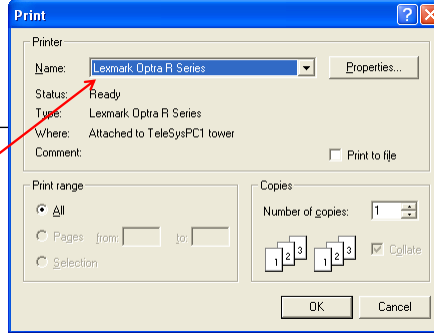 Print
Printer
Name: Lexmark Optra R Series Properties...
Status: Ready
Type: Lexmark Optra R Series
Where: Attached to TeleSysPC1 tower
Comment: Print to file
Print range
All
Pages from: to:
Selection
Copies
Number of copies: 1
1 2 3 1 2 3 Collate
OK Cancel